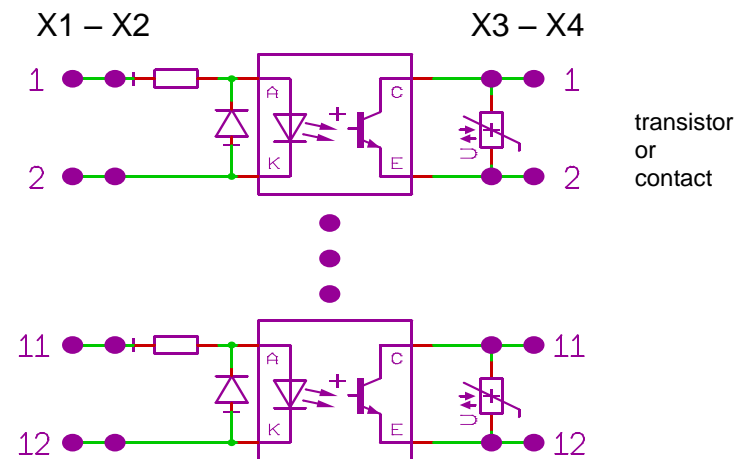 X1 – X2
X3 – X4
1
A
+
C
1
U
K
E
2
2
transistor
or
contact
11
A
+
C
11
U
K
E
12
12